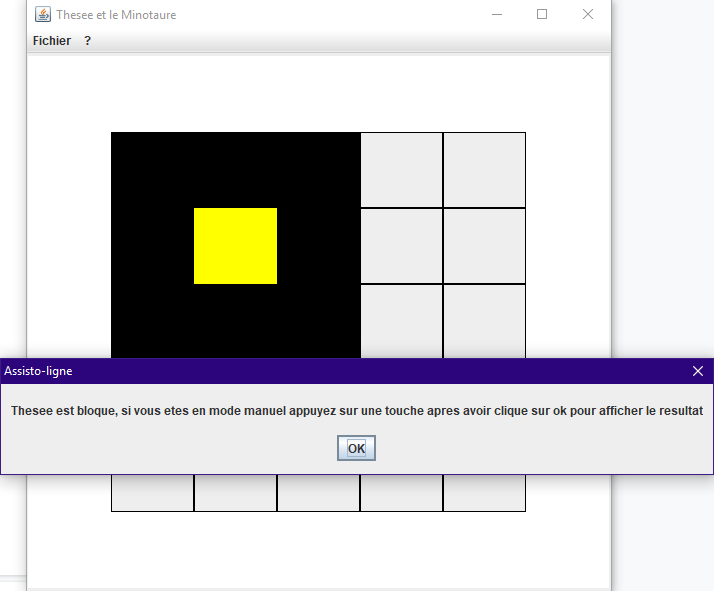 Thesee et le Minotaure
Fichier ?
Assisto-ligne
Thesee est bloque, si vous etes en mode manuel appuyez sur une touche apres avoir clique sur ok pour afficher le resultat
OK